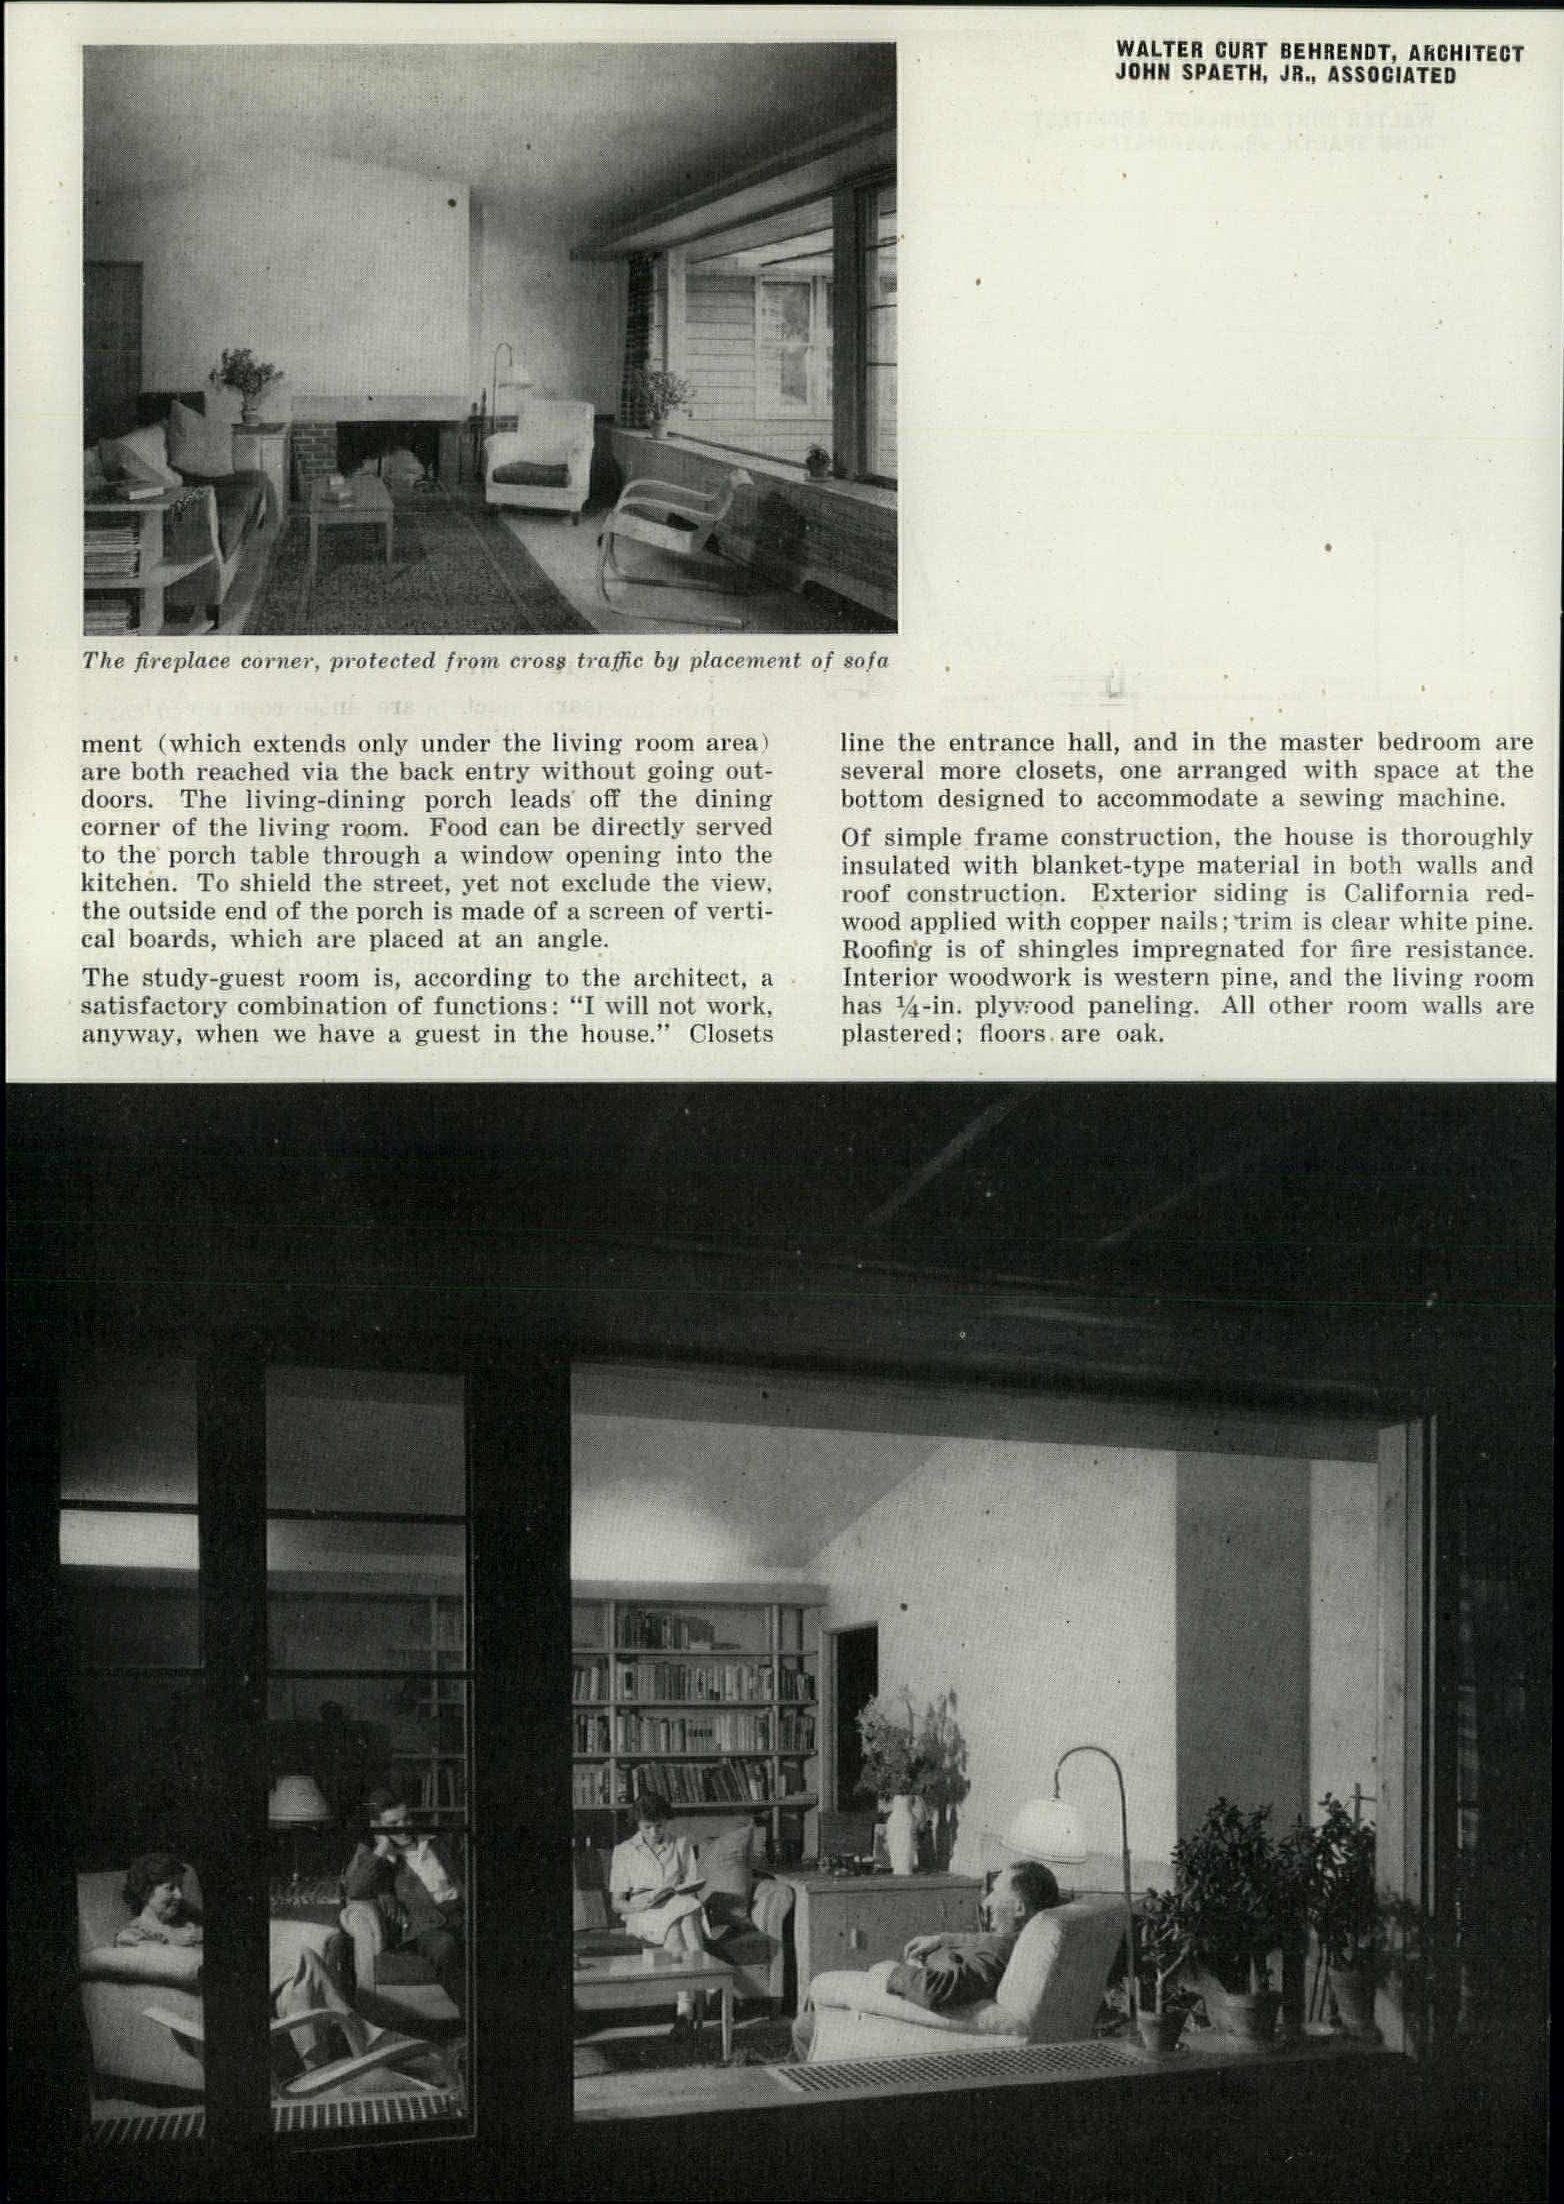 WALTER CURT BEHRENDT, ARCHITECT
JOHN SPAETH, JR., ASSOCIATED
The fireplace corner, protected from cross traffic by placement of sofa
ment (which extends only under the living room area)
are both reached via the back entry without going out-
doors. The living-dining porch leads off the dining
corner of the living room. Food can be directly served
to the porch table through a window opening into the
kitchen. To shield the street, yet not exclude the view,
the outside end of the porch is made of a screen of verti-
cal boards, which are placed at an angle.
The study-guest room is, according to the architect, a
satisfactory combination of functions: “I will not work,
anyway, when we have a guest in the house.” Closets
line the entrance hall, and in the master bedroom are
several more closets, one arranged with space at the
bottom designed to accommodate a sewing machine.
Of simple frame construction, the house is thoroughly
insulated with blanket-type material in both walls and
roof construction. Exterior siding is California red-
wood applied with copper nails; trim is clear white pine.
Roofing is of shingles impregnated for fire resistance.
Interior woodwork is western pine, and the living room
has ¼-in. plywood paneling. All other room walls are
plastered; floors are oak.